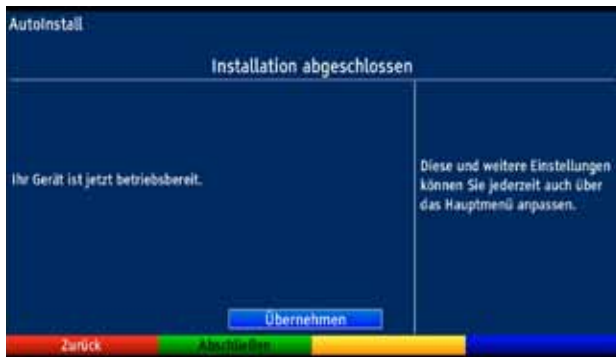 AutoInstall
Installation abgeschlossen
Ihr Gerät ist jetzt betriebsbereit.
Diese und weitere Einstellungen
können Sie jederzeit auch über
das Hauptmenü anpassen.
Übernehmen
Zurück
Abschließen